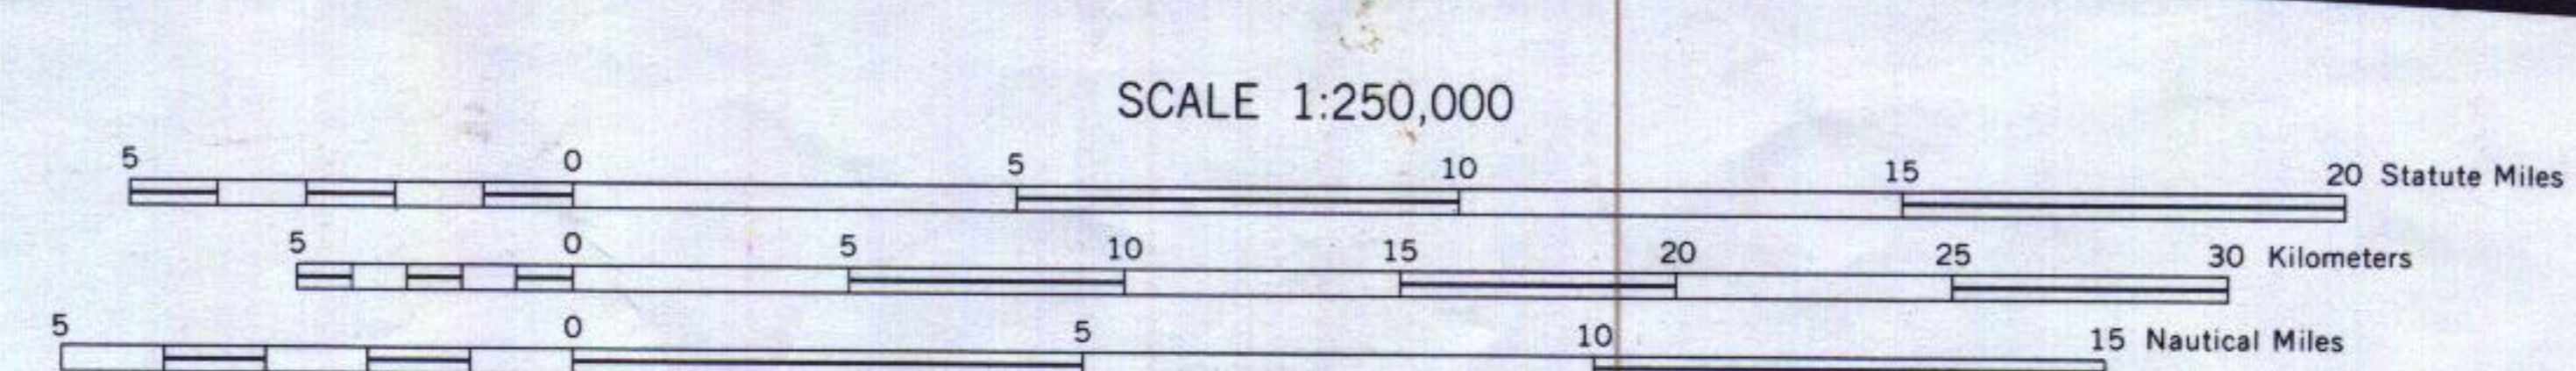 SCALE 1:250,000
5 0 5 10 15 20 Statute Miles
5 0 5 10 15 20 25 30 Kilometers
5 0 5 10 15 Nautical Miles